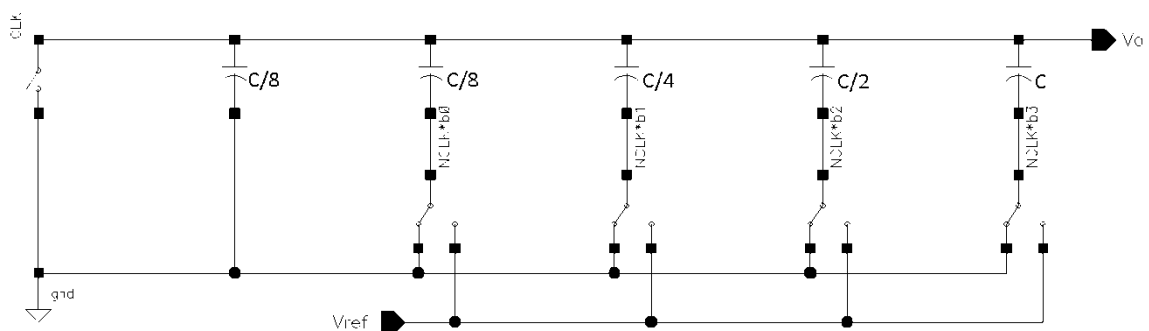 CLK
Vo
C/8
C/8
C/4
C/2
C
NCLK*b0
NCLK*b1
NCLK*b2
NCLK*b3
gnd
Vref